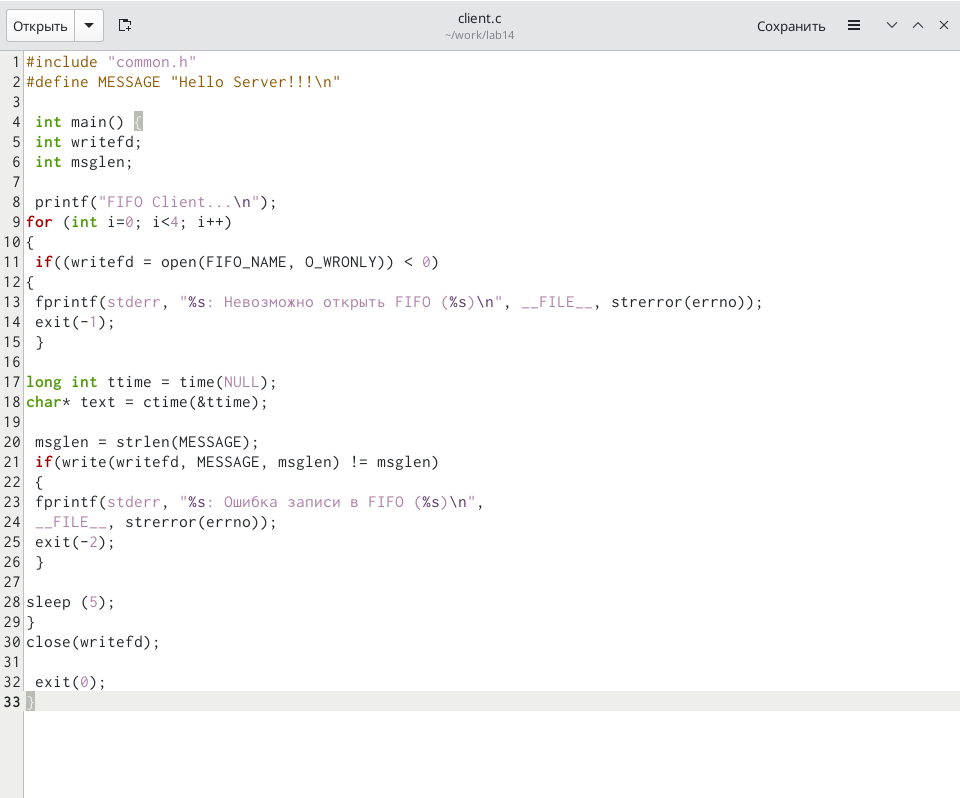 Открыть
client.c
~/work/lab14
Сохранить
1 #include "common.h"
2 #define MESSAGE "Hello Server!!!\n"
3
4 int main() {
5 int writefd;
6 int msglen;
7
8 printf("FIFO Client...\n");
9 for (int i=0; i<4; i++)
10 {
11 if((writefd = open(FIFO_NAME, O_WRONLY)) < 0)
12 {
13 fprintf(stderr, "%s: Невозможно открыть FIFO (%s)\n", __FILE__, strerror(errno));
14 exit(-1);
15 }
16
17 long int ttime = time(NULL);
18 char* text = ctime(&ttime);
19
20 msglen = strlen(MESSAGE);
21 if(write(writefd, MESSAGE, msglen) != msglen)
22 {
23 fprintf(stderr, "%s: Ошибка записи в FIFO (%s)\n",
24 __FILE__, strerror(errno));
25 exit(-2);
26 }
27
28 sleep (5);
29 }
30 close(writefd);
31
32 exit(0);
33 }